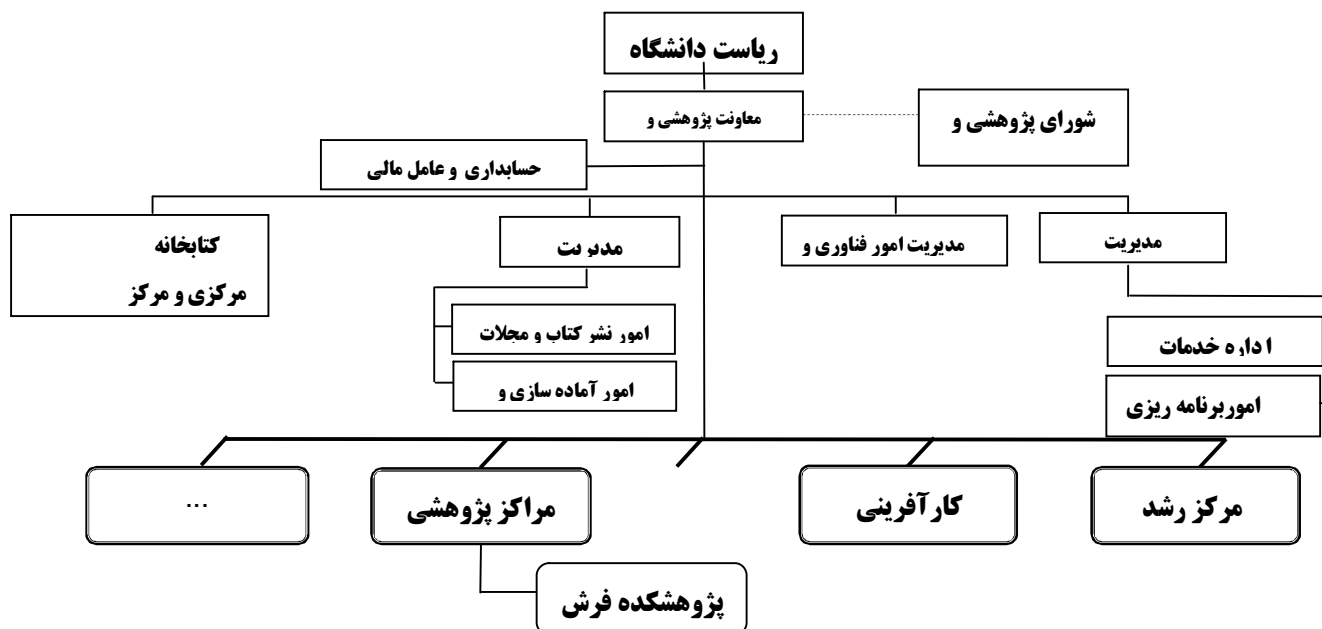 ریاست دانشگاه
معاونت پژوهشی و
شورای پژوهشی و
حسابداری و عامل مالی
مدیریت
مدیریت امور فناوری و
مدیریت
کتابخانه
مرکزی و مرکز
اداره خدمات
اموربرنامه ریزی
امور نشر کتاب و مجلات
امور آماده سازی و
مرکز رشد
کارآفرینی
مراکز پژوهشی
...
پژوهشکده فرش